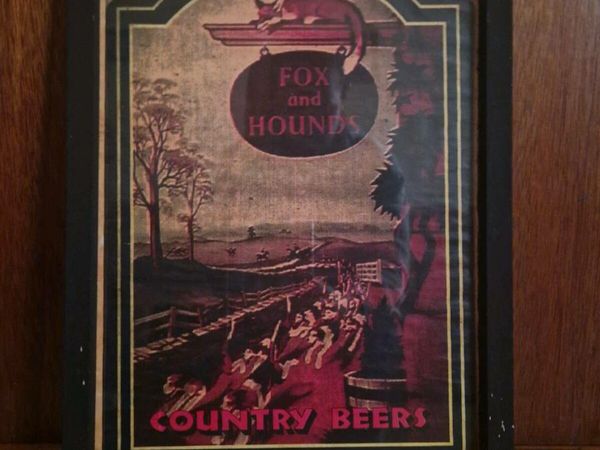 FOX
and
HOUNDS
COUNTRY BEERS